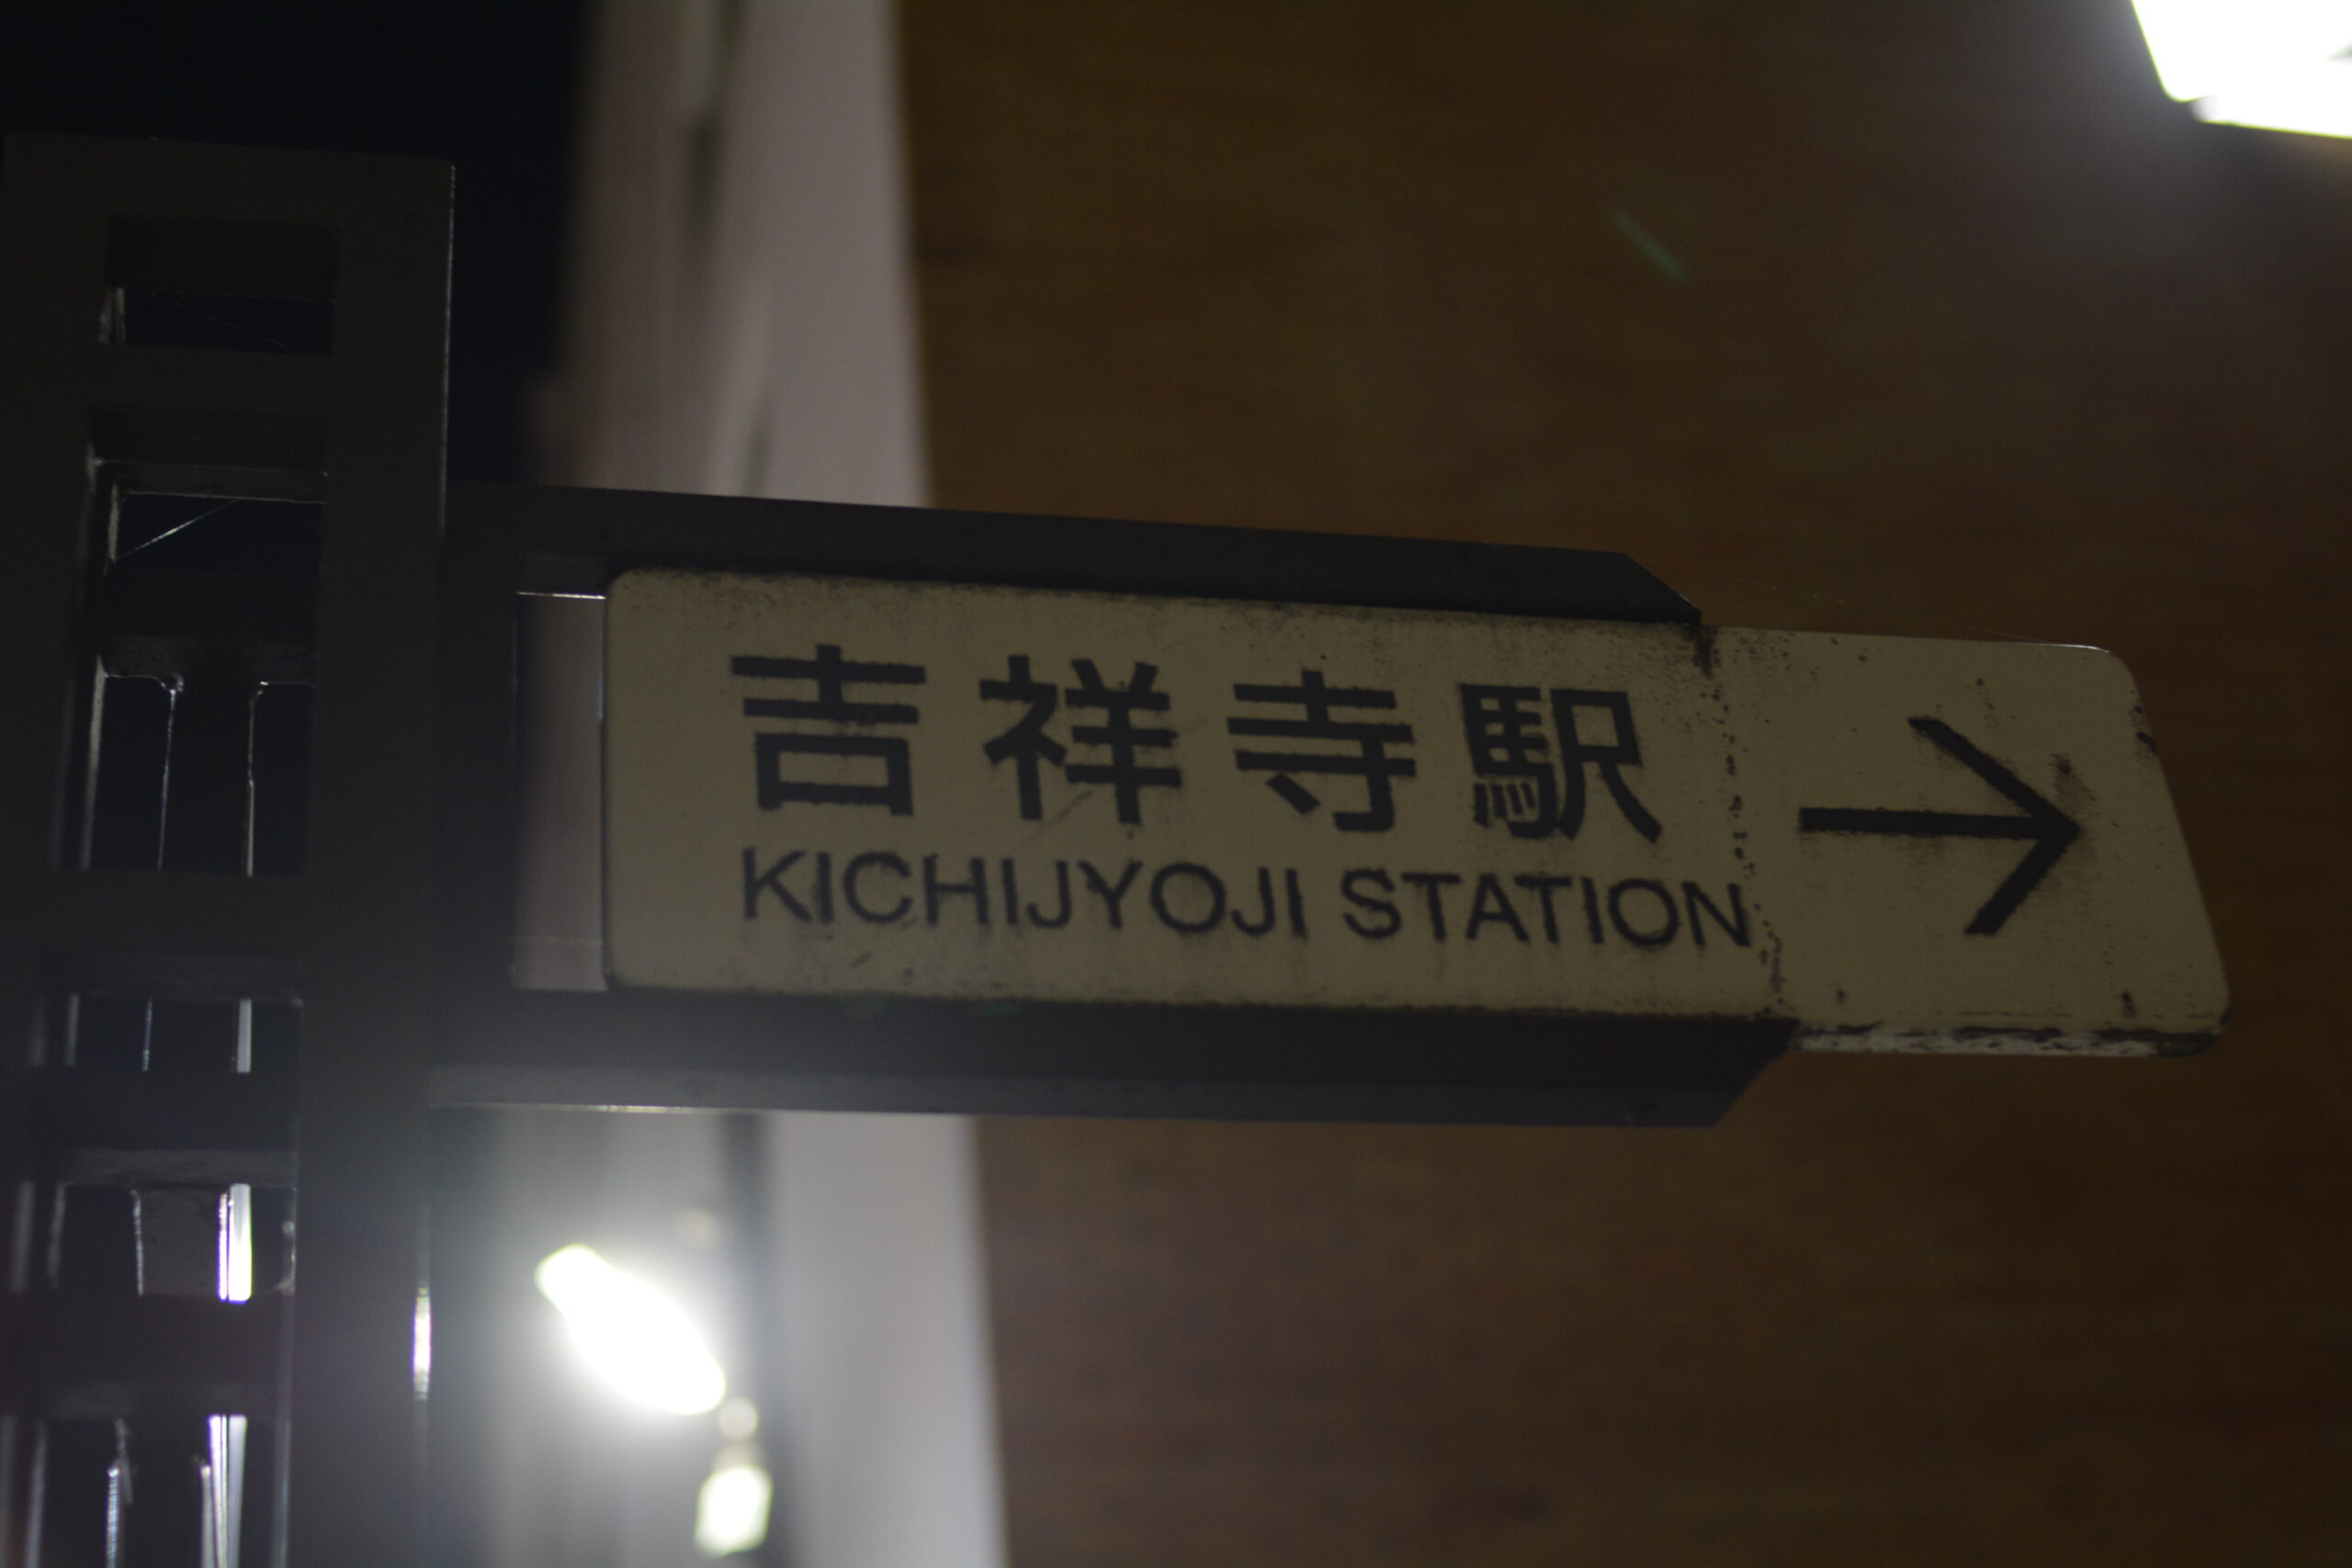 吉祥寺駅
KICHIJYOJI STATION
→